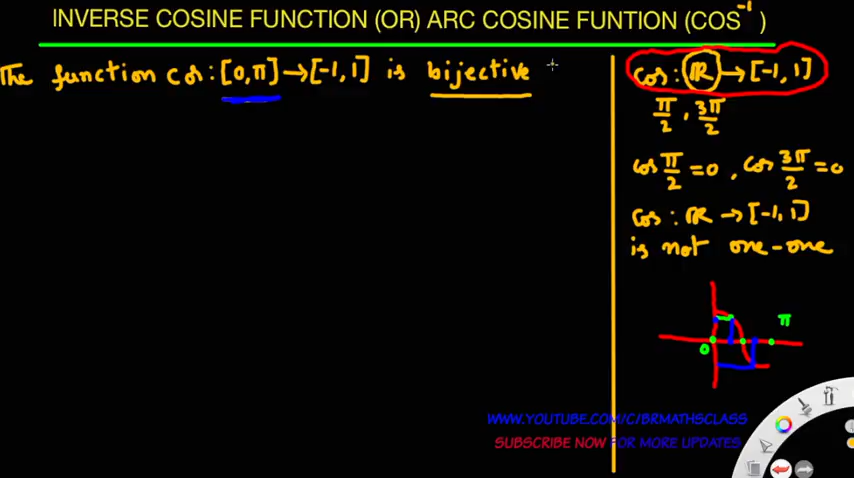 INVERSE COSINE FUNCTION (OR) ARC COSINE FUNTION (COS⁻¹ )
The function cos : [0,π] → [-1,1] is bijective
cos : ℝ → [-1,1]
π/2 , 3π/2
cos π/2 = 0 , cos 3π/2 = 0
cos : ℝ → [-1,1]
is not one-one
π
0
WWW.YOUTUBE.COM/C/BRMATHSCLASS
SUBSCRIBE NOW FOR MORE UPDATES